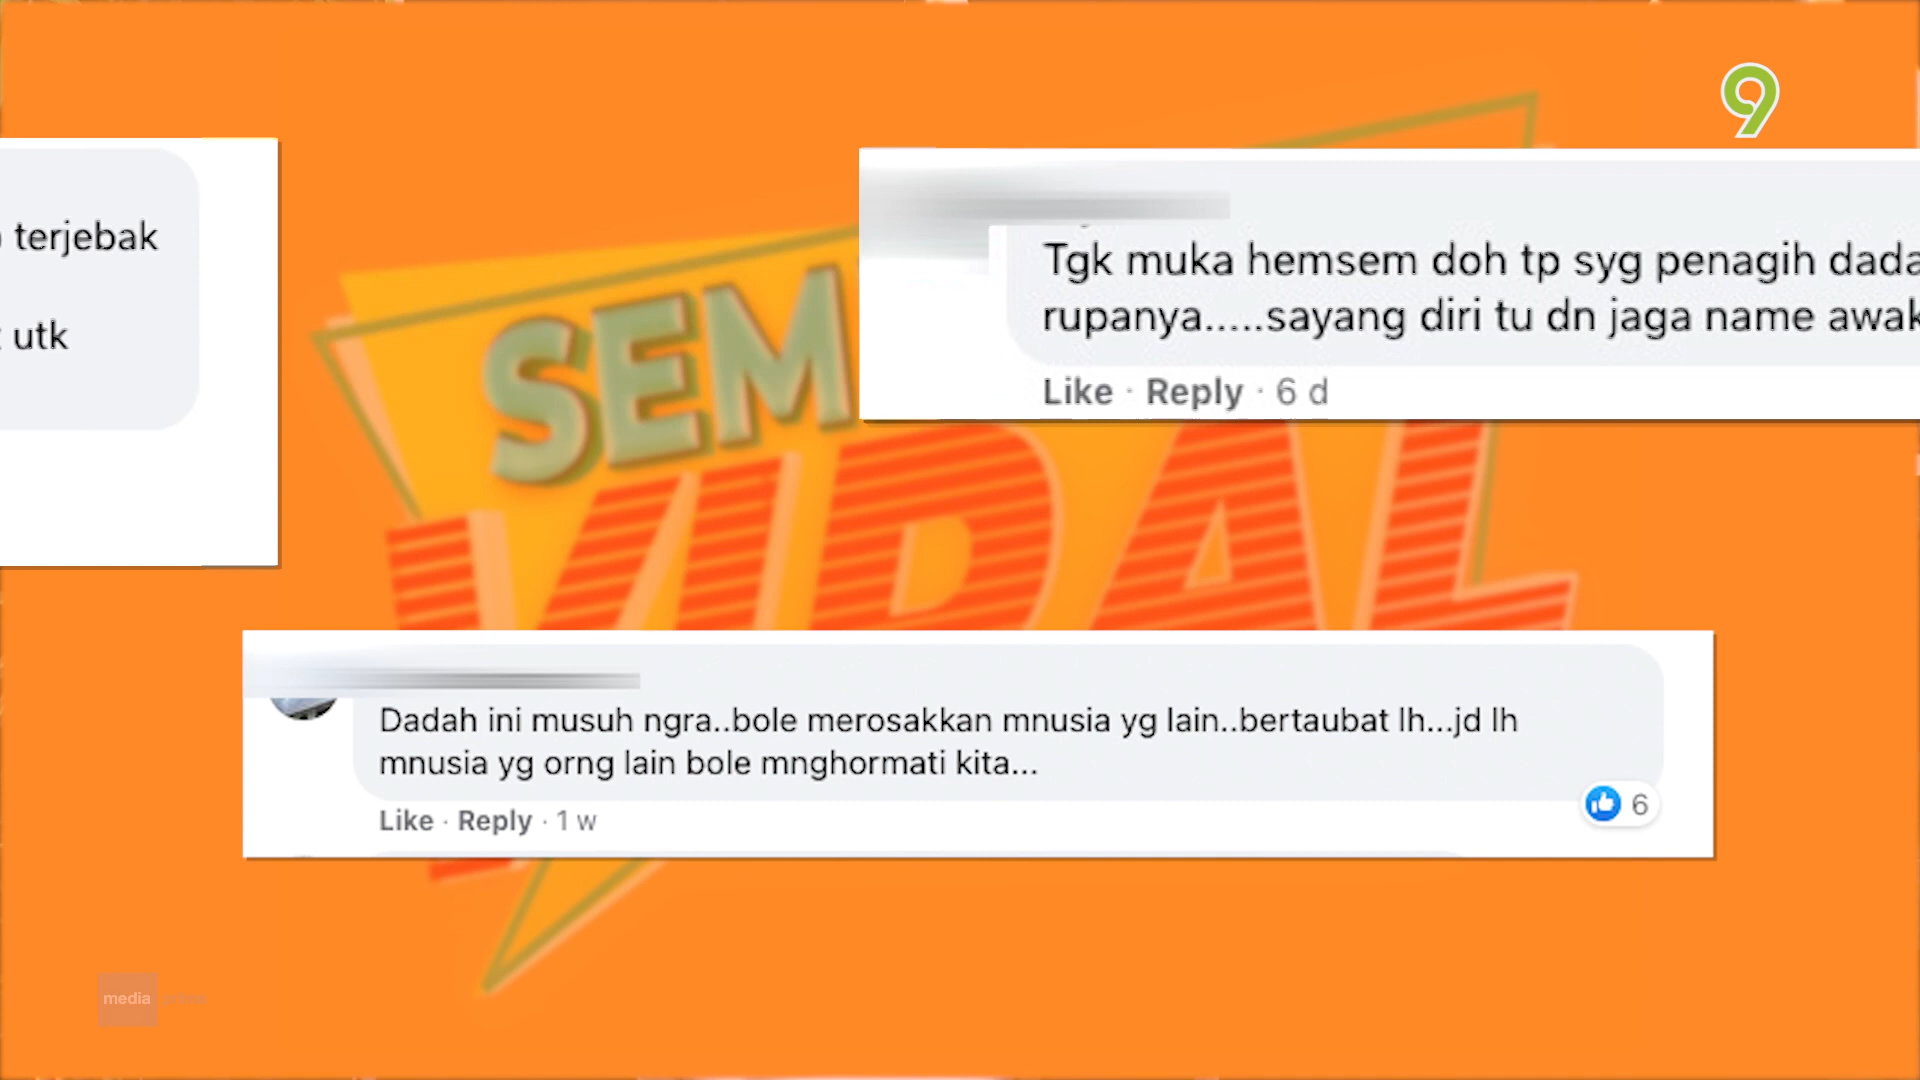 9
terjebak
utk
Tgk muka hemsem doh tp syg penagih dada
rupanya.....sayang diri tu dn jaga name awak
Like · Reply · 6 d
SEM
VIRAL
Dadah ini musuh ngra..bole merosakkan mnusia yg lain..bertaubat lh...jd lh
mnusia yg orng lain bole mnghormati kita...
Like · Reply · 1 w
6
media